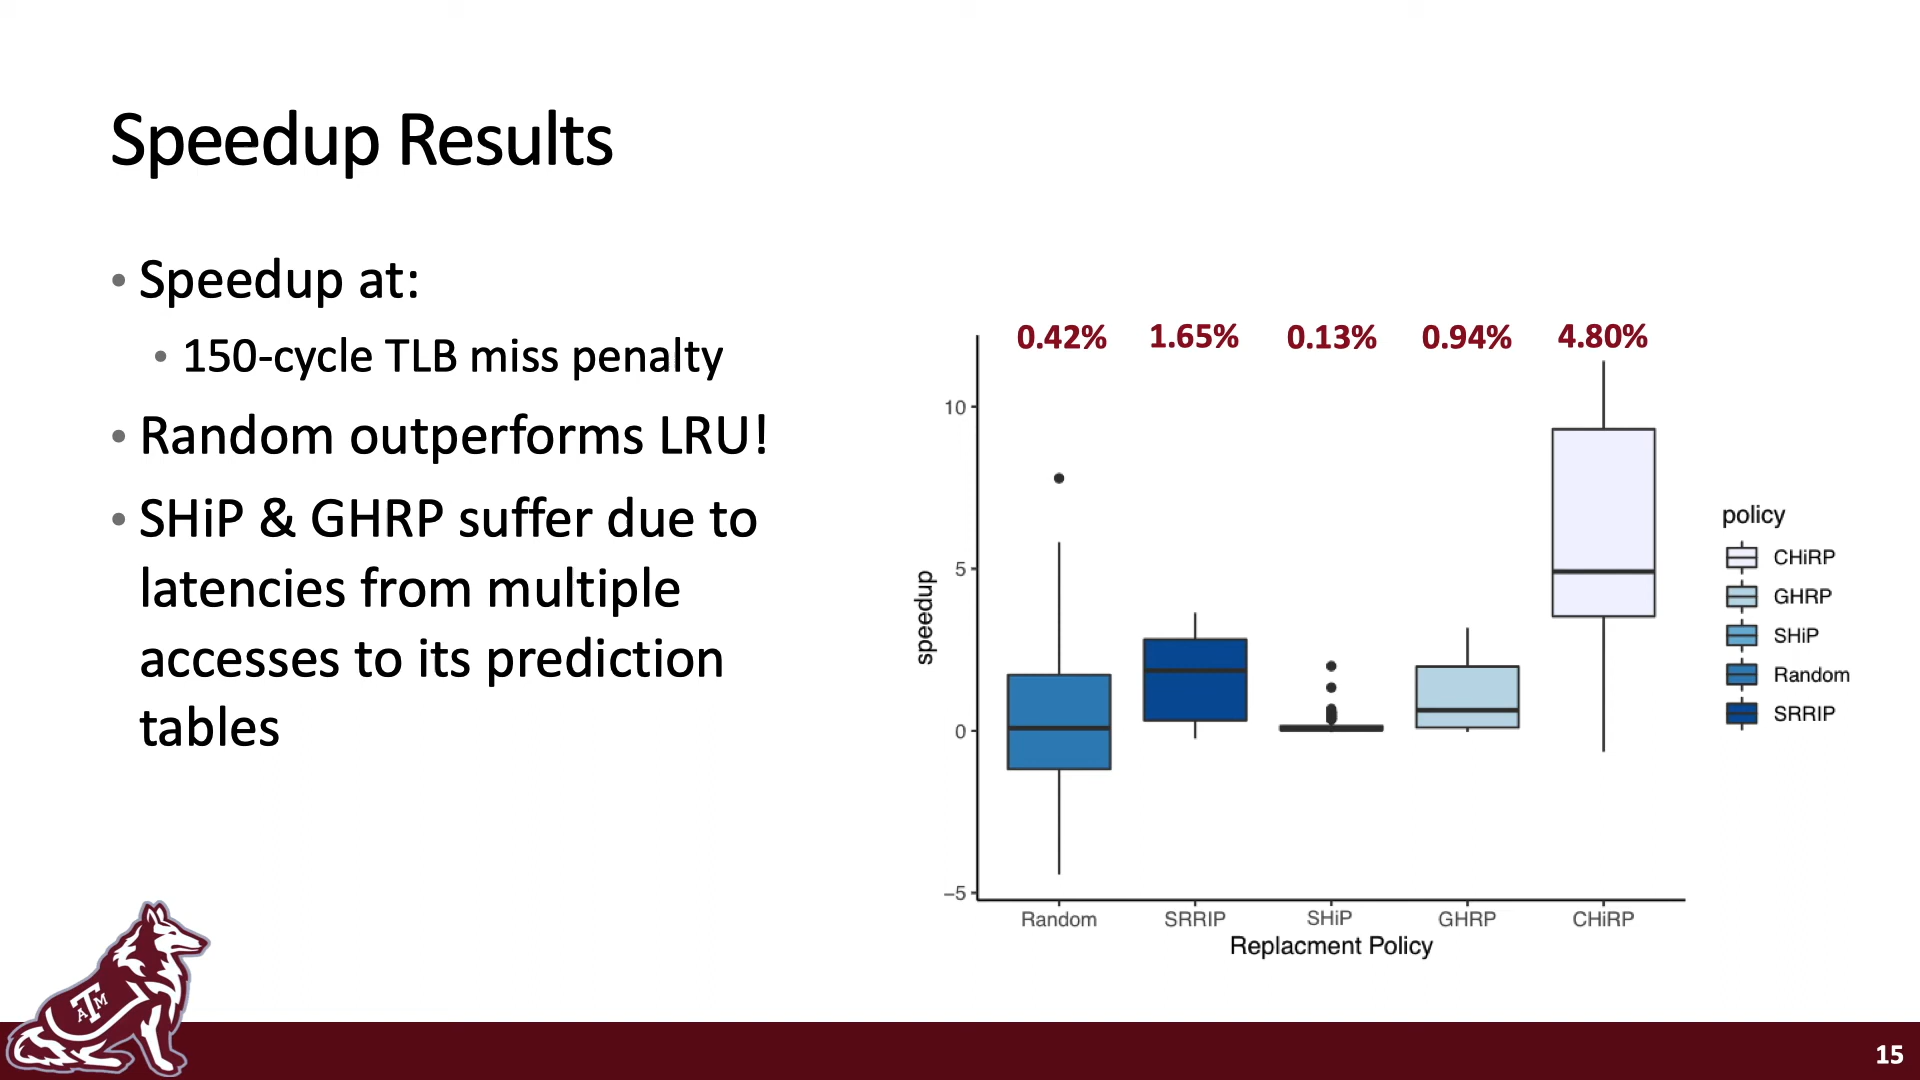 Speedup Results
• Speedup at:
• 150-cycle TLB miss penalty
• Random outperforms LRU!
• SHiP & GHRP suffer due to
latencies from multiple
accesses to its prediction
tables
0.42% 1.65% 0.13% 0.94% 4.80%
10
5
0
−5
speedup
Random SRRIP SHiP GHRP CHiRP
Replacment Policy
policy
CHiRP
GHRP
SHiP
Random
SRRIP
ATM
15